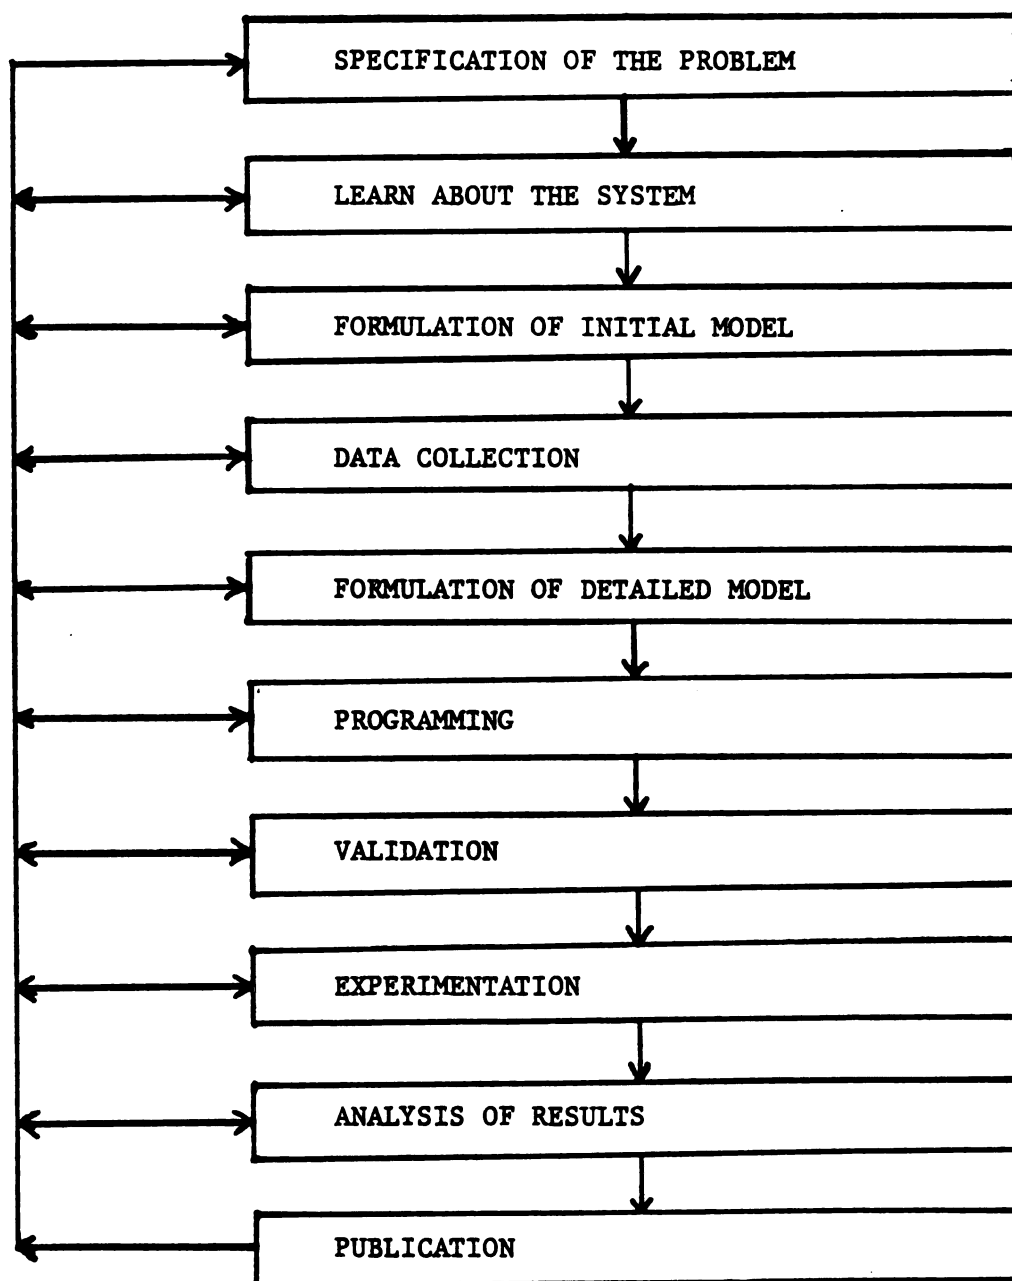 SPECIFICATION OF THE PROBLEM
LEARN ABOUT THE SYSTEM
FORMULATION OF INITIAL MODEL
DATA COLLECTION
FORMULATION OF DETAILED MODEL
PROGRAMMING
VALIDATION
EXPERIMENTATION
ANALYSIS OF RESULTS
PUBLICATION